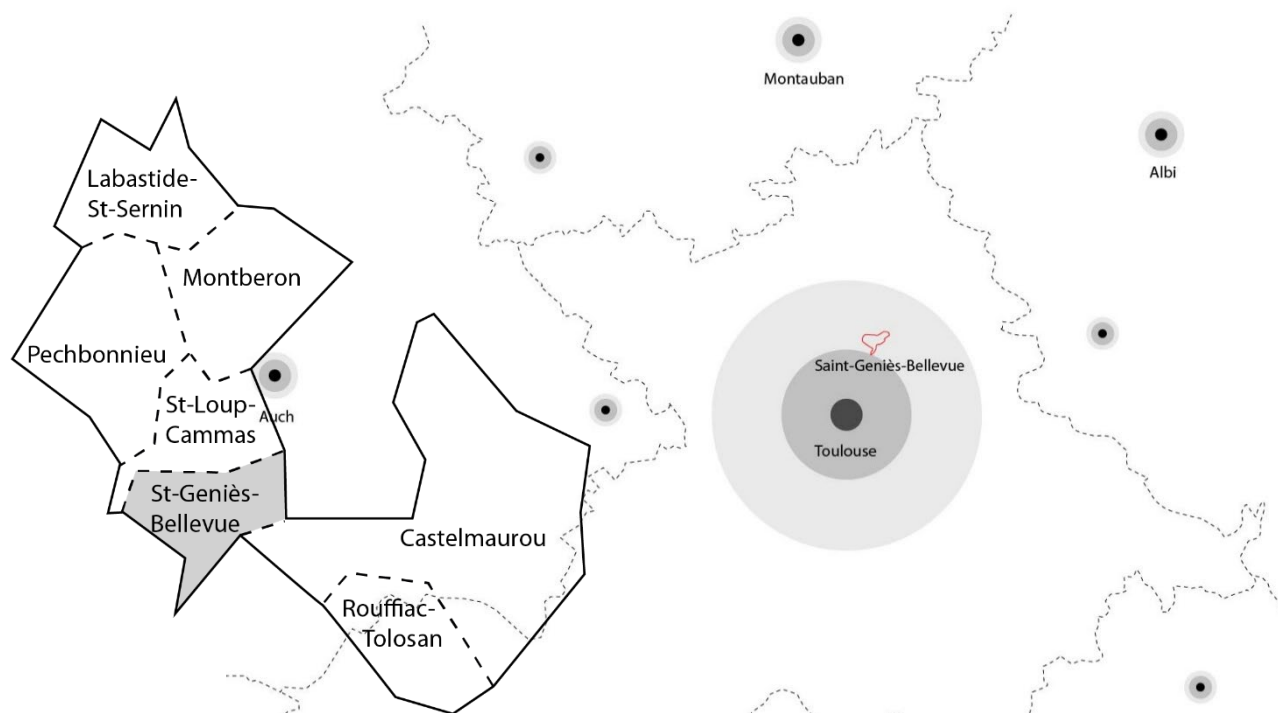 Montauban
Albi
Labastide-
St-Sernin
Montberon
Pechbonnieu
Saint-Geniès-Bellevue
St-Loup-
Cammas
Auch
Toulouse
St-Geniès-
Bellevue
Castelmaurou
Rouffiac-
Tolosan